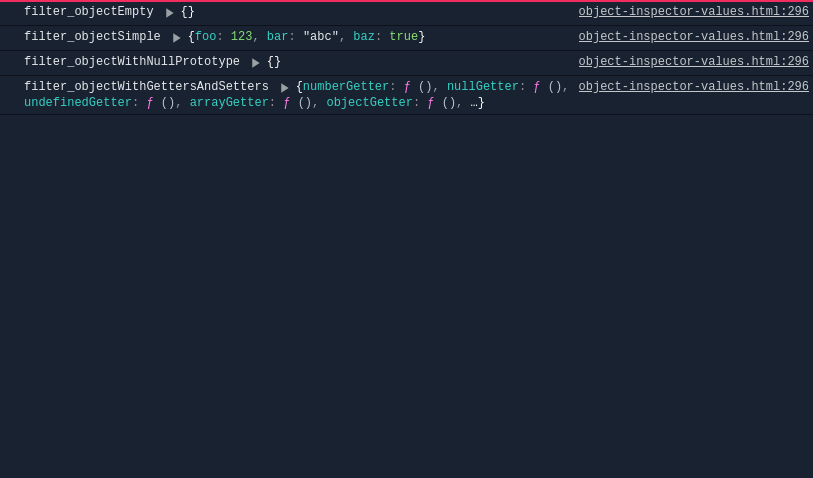 filter_objectEmpty ▶ {} object-inspector-values.html:296
filter_objectSimple ▶ {foo: 123, bar: "abc", baz: true} object-inspector-values.html:296
filter_objectWithNullPrototype ▶ {} object-inspector-values.html:296
filter_objectWithGettersAndSetters ▶ {numberGetter: ƒ (), nullGetter: ƒ (), object-inspector-values.html:296
undefinedGetter: ƒ (), arrayGetter: ƒ (), objectGetter: ƒ (), …}